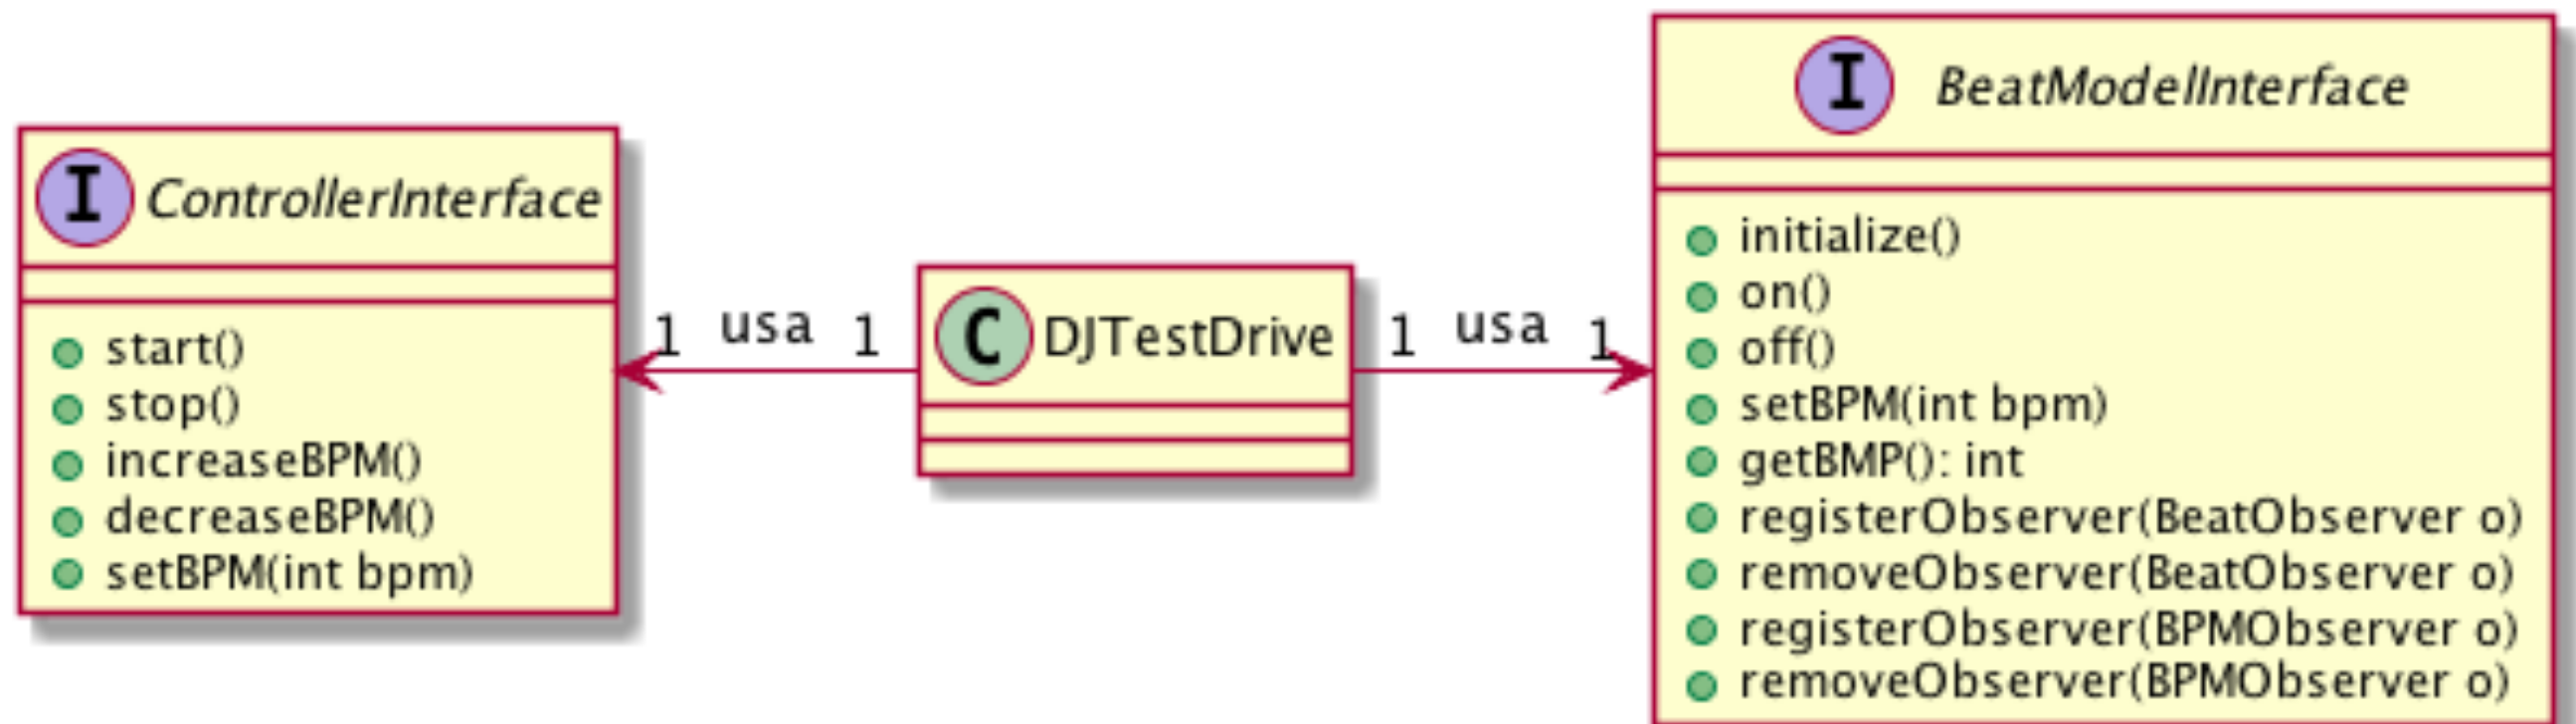 I ControllerInterface
start()
stop()
increaseBPM()
decreaseBPM()
setBPM(int bpm)
1 usa 1
C DJTestDrive
1 usa 1
I BeatModelInterface
initialize()
on()
off()
setBPM(int bpm)
getBMP(): int
registerObserver(BeatObserver o)
removeObserver(BeatObserver o)
registerObserver(BPMObserver o)
removeObserver(BPMObserver o)